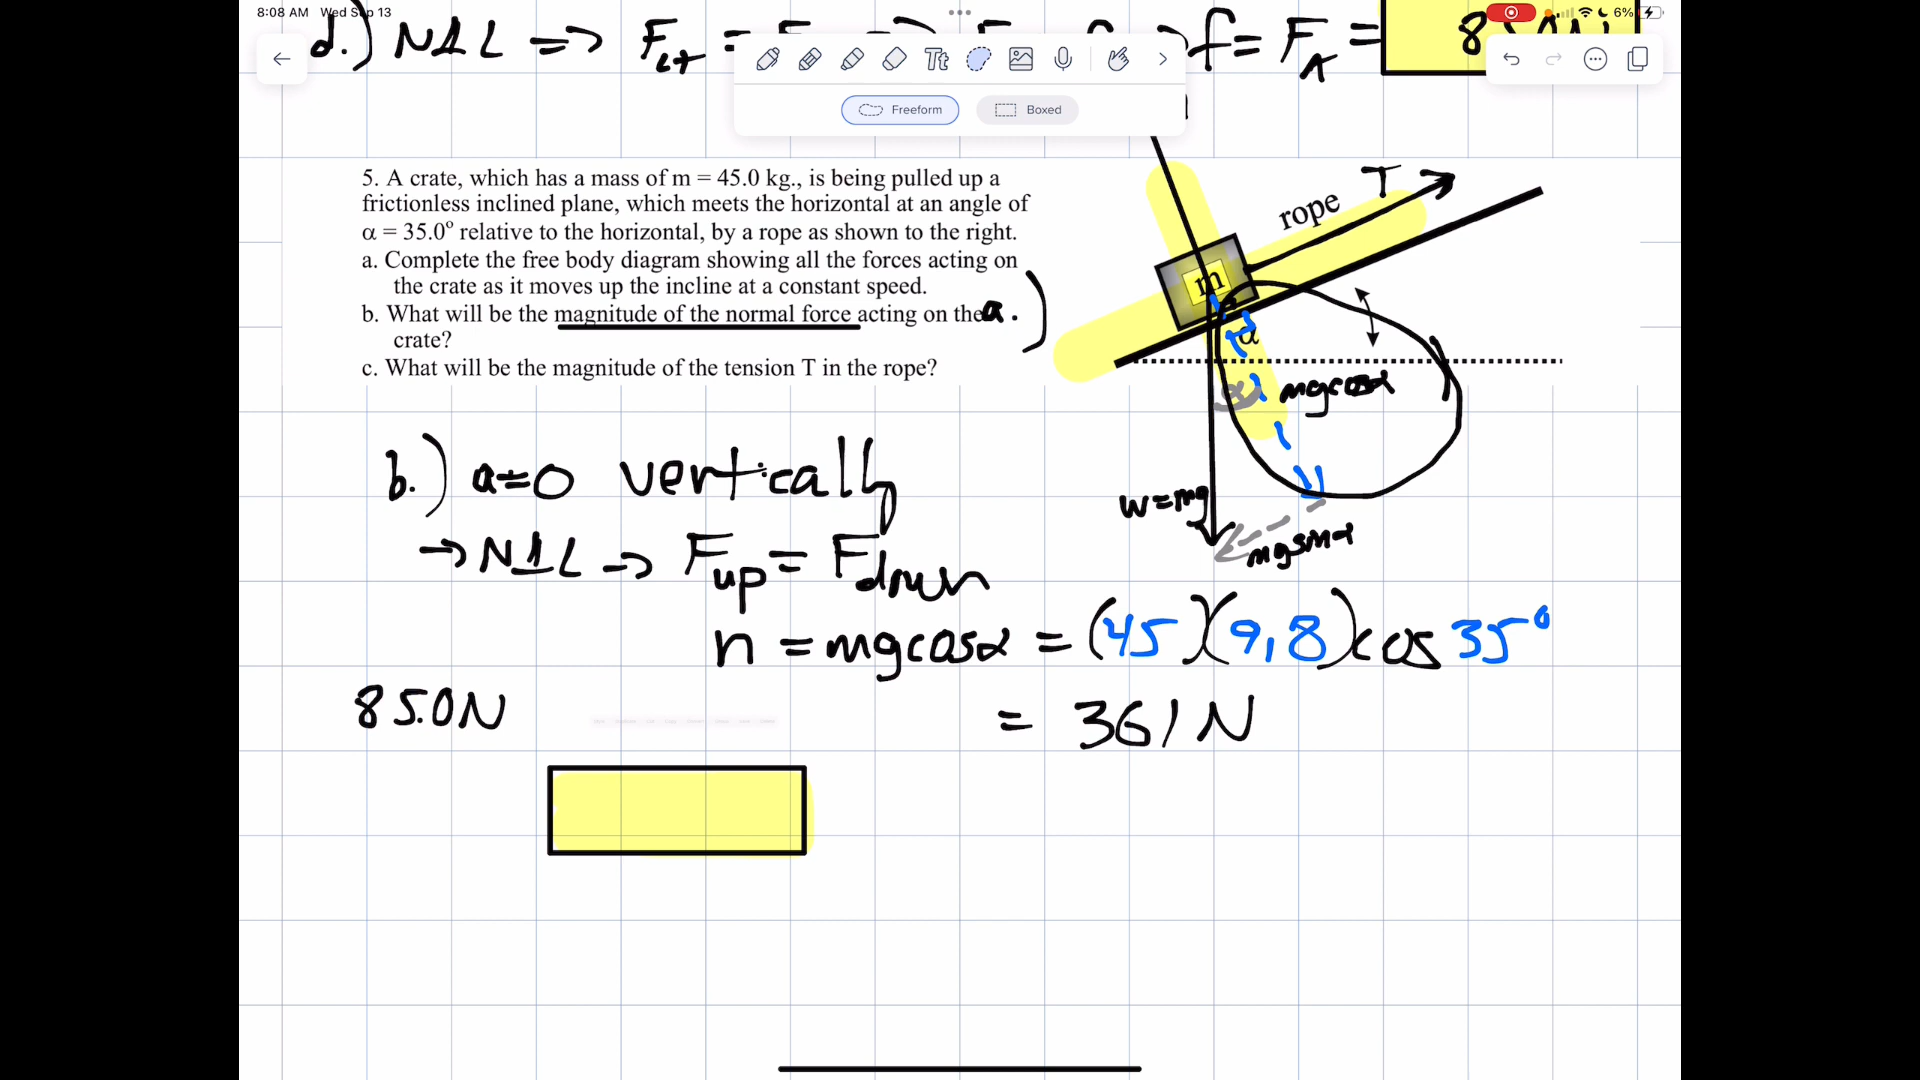 8:08 AM Wed Sep 13
6%
d.) N1L => F = f = F_A =
Freeform
Boxed
5. A crate, which has a mass of m = 45.0 kg., is being pulled up a
frictionless inclined plane, which meets the horizontal at an angle of
α = 35.0° relative to the horizontal, by a rope as shown to the right.
a. Complete the free body diagram showing all the forces acting on
the crate as it moves up the incline at a constant speed.
b. What will be the magnitude of the normal force acting on the
crate?
c. What will be the magnitude of the tension T in the rope?
a.)
T
rope
m
α
α
mgcosα
w=mg
mgsinα
b.) a=0 vertically
→ N1L → Fup = Fdown
n = mgcosα = (45)(9,8)cos 35°
85.0N
= 361 N